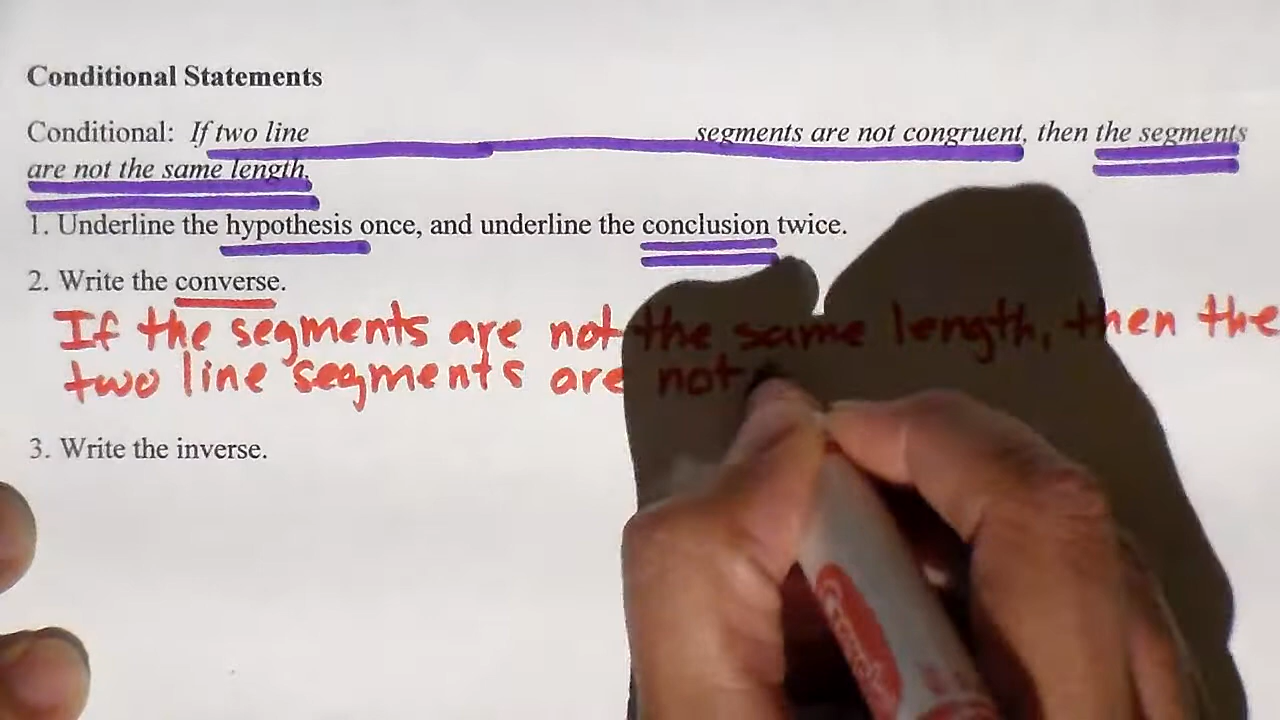 Conditional Statements
Conditional: If two line segments are not congruent, then the segments
are not the same length.
1. Underline the hypothesis once, and underline the conclusion twice.
2. Write the converse.
If the segments are not the same length, then the
two line segments are not
3. Write the inverse.